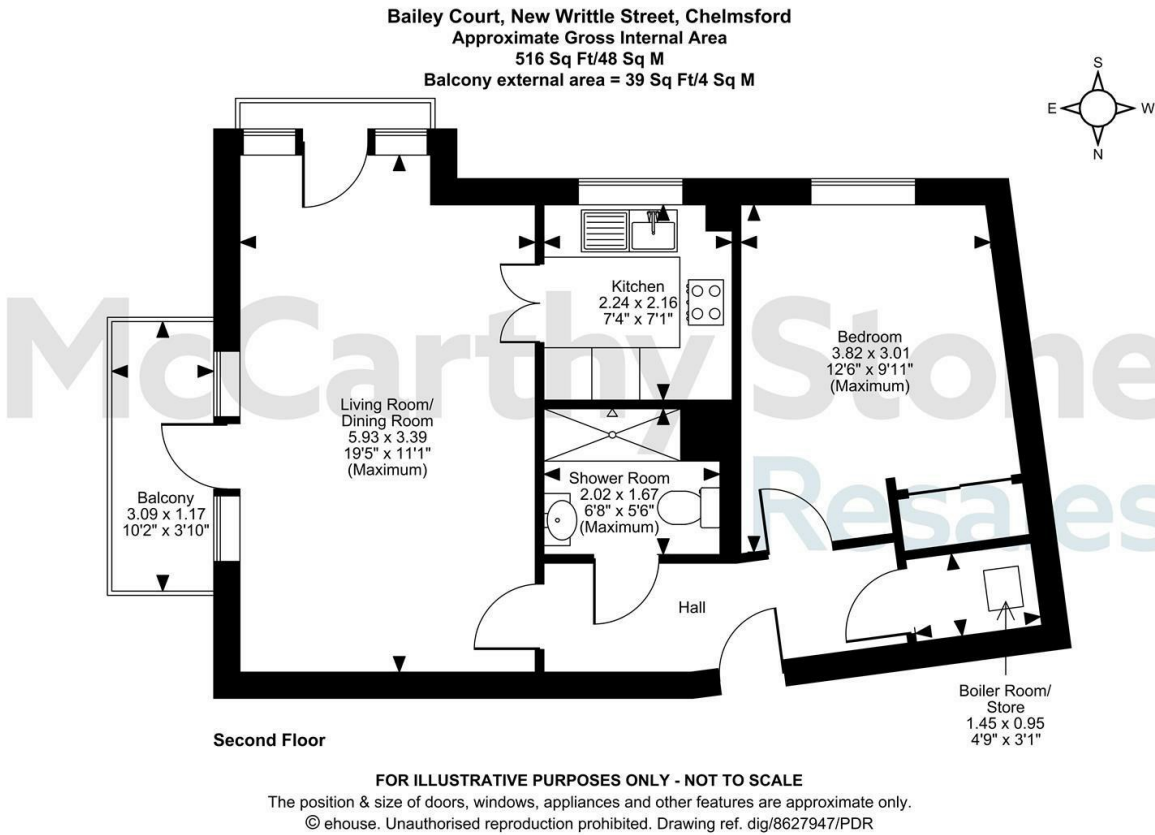 Bailey Court, New Writtle Street, Chelmsford
Approximate Gross Internal Area
516 Sq Ft/48 Sq M
Balcony external area = 39 Sq Ft/4 Sq M
S
E
W
N
McCarthy Stone
Resales
Kitchen
2.24 x 2.16
7'4" x 7'1"
Bedroom
3.82 x 3.01
12'6" x 9'11"
(Maximum)
Living Room/
Dining Room
5.93 x 3.39
19'5" x 11'1"
(Maximum)
Balcony
3.09 x 1.17
10'2" x 3'10"
Shower Room
2.02 x 1.67
6'8" x 5'6"
(Maximum)
Hall
Boiler Room/
Store
1.45 x 0.95
4'9" x 3'1"
Second Floor
FOR ILLUSTRATIVE PURPOSES ONLY - NOT TO SCALE
The position & size of doors, windows, appliances and other features are approximate only.
© ehouse. Unauthorised reproduction prohibited. Drawing ref. dig/8627947/PDR